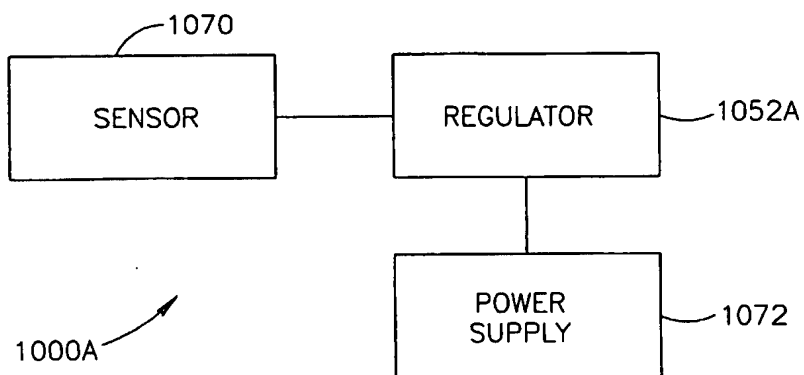 1070
SENSOR
REGULATOR
1052A
POWER
SUPPLY
1072
1000A